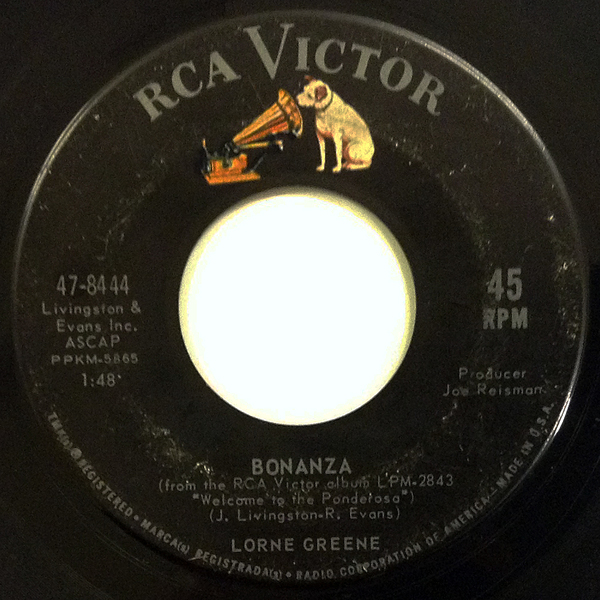 RCA VICTOR
47-8444
Livingston &
Evans Inc.
ASCAP
PPKM-5865
1:48
45
RPM
Producer
Joe Reisman
BONANZA
(from the RCA Victor album LPM-2843
"Welcome to the Ponderosa")
(J. Livingston-R. Evans)
LORNE GREENE
TMK(s) ® REGISTERED • MARCA(s) REGISTRADA(s) • RADIO CORPORATION OF AMERICA-MADE IN U.S.A.